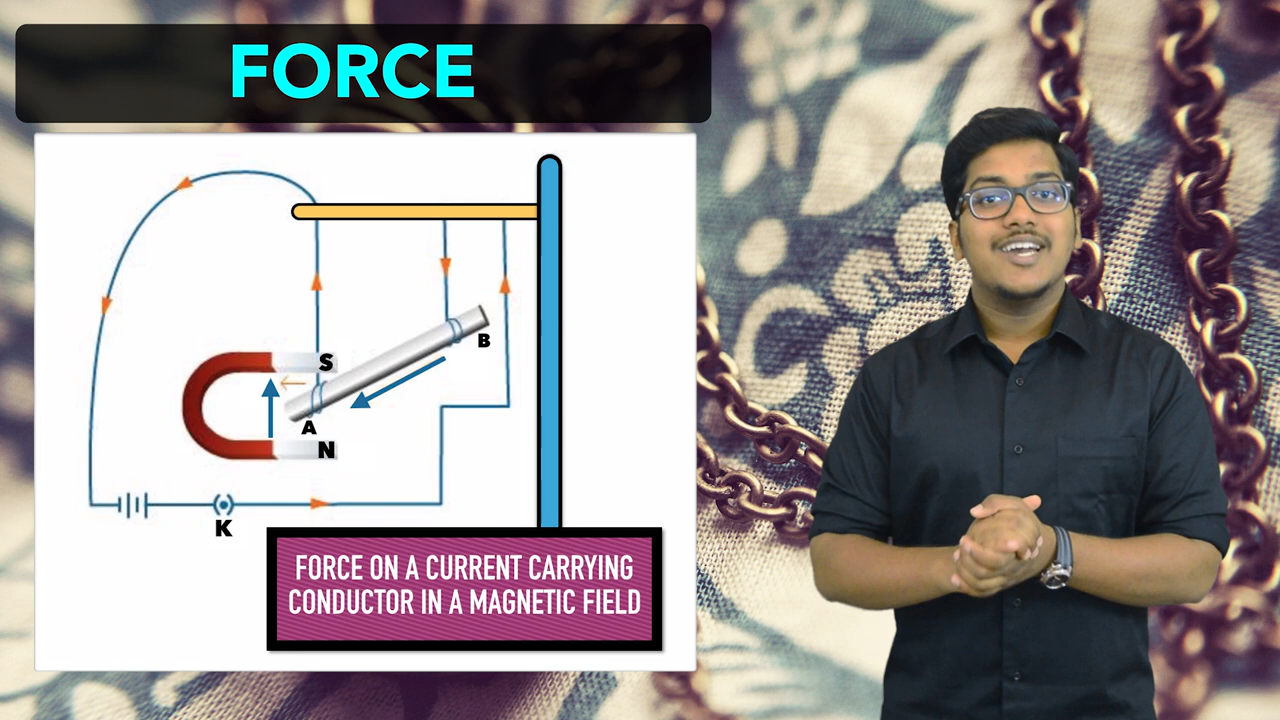 FORCE
S
B
A
N
K
FORCE ON A CURRENT CARRYING
CONDUCTOR IN A MAGNETIC FIELD